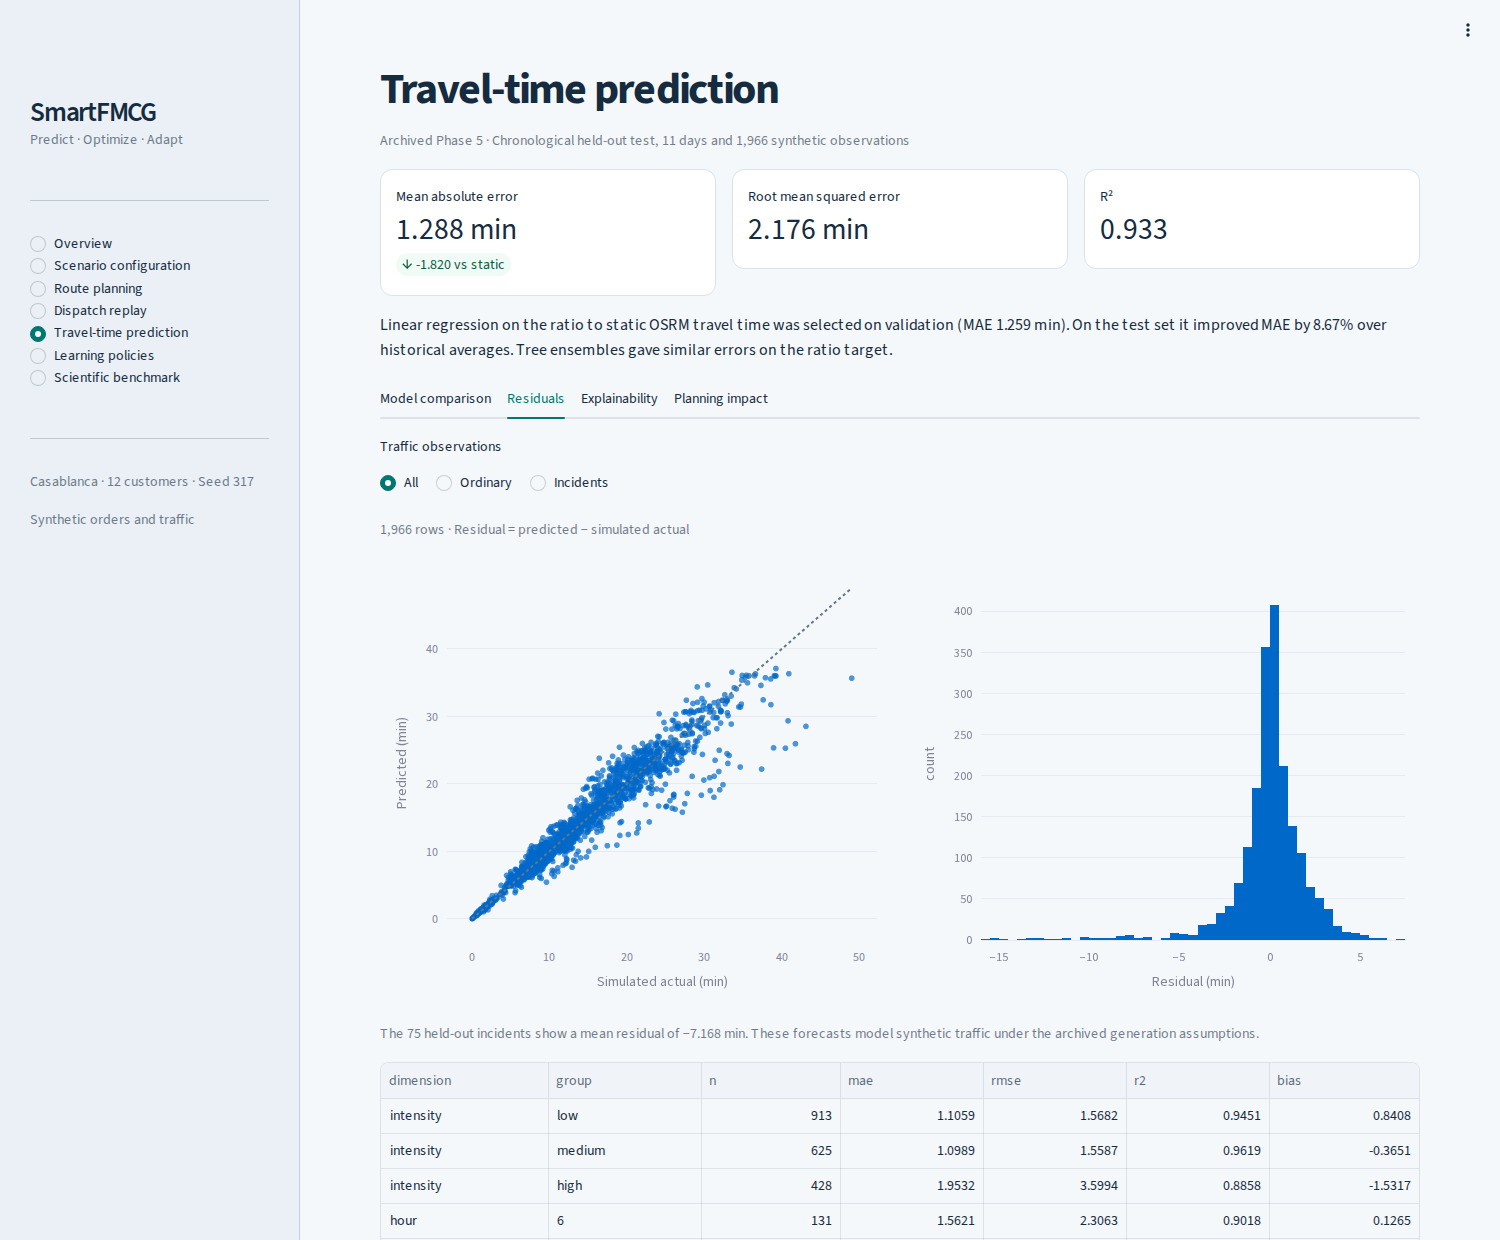 SmartFMCG
Predict · Optimize · Adapt
Overview
Scenario configuration
Route planning
Dispatch replay
Travel-time prediction
Learning policies
Scientific benchmark
Casablanca · 12 customers · Seed 317
Synthetic orders and traffic
Travel-time prediction
Archived Phase 5 · Chronological held-out test, 11 days and 1,966 synthetic observations
Mean absolute error
1.288 min
↓ -1.820 vs static
Root mean squared error
2.176 min
R²
0.933
Linear regression on the ratio to static OSRM travel time was selected on validation (MAE 1.259 min). On the test set it improved MAE by 8.67% over
historical averages. Tree ensembles gave similar errors on the ratio target.
Model comparison Residuals Explainability Planning impact
Traffic observations
All Ordinary Incidents
1,966 rows · Residual = predicted − simulated actual
40
30
20
10
0
Predicted (min)
0 10 20 30 40 50
Simulated actual (min)
400
350
300
250
200
150
100
50
0
count
−15 −10 −5 0 5
Residual (min)
The 75 held-out incidents show a mean residual of −7.168 min. These forecasts model synthetic traffic under the archived generation assumptions.
dimension group n mae rmse r2 bias
intensity low 913 1.1059 1.5682 0.9451 0.8408
intensity medium 625 1.0989 1.5587 0.9619 -0.3651
intensity high 428 1.9532 3.5994 0.8858 -1.5317
hour 6 131 1.5621 2.3063 0.9018 0.1265